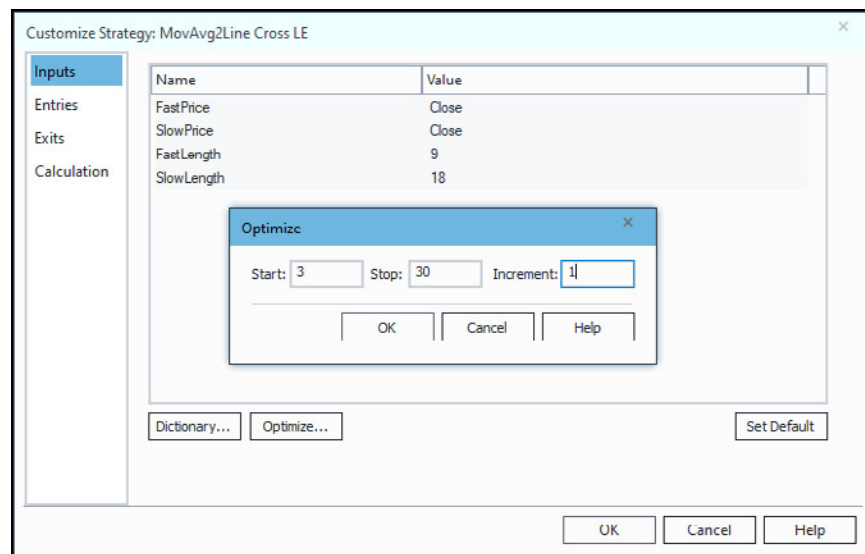 Customize Strategy: MovAvg2Line Cross LE
Inputs
Entries
Exits
Calculation
Name Value
FastPrice Close
SlowPrice Close
FastLength 9
SlowLength 18
Optimize
Start: 3 Stop: 30 Increment: 1
OK Cancel Help
Dictionary... Optimize... Set Default
OK Cancel Help